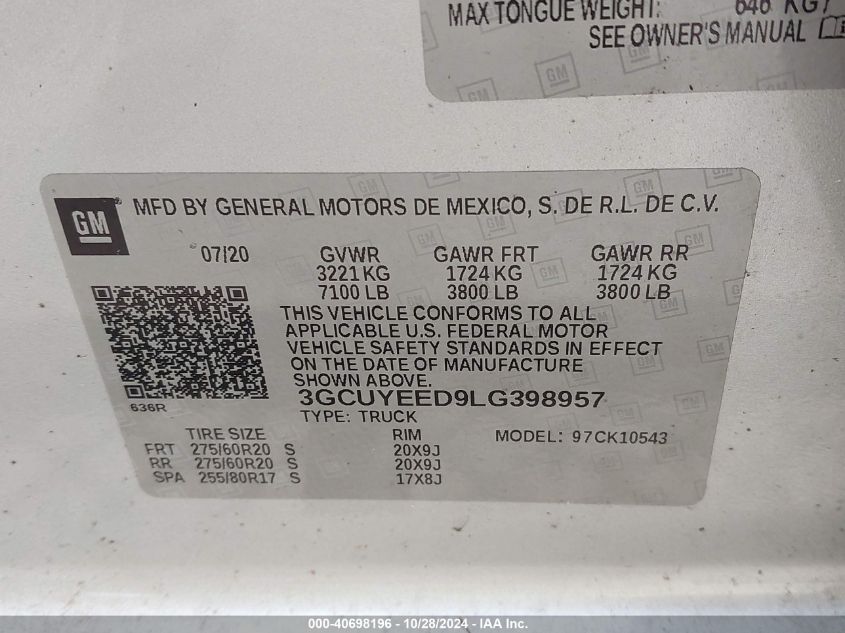 MAX TONGUE WEIGHT: 646 KG
SEE OWNER'S MANUAL
GM
MFD BY GENERAL MOTORS DE MEXICO, S. DE R.L. DE C.V.
07/20 GVWR GAWR FRT GAWR RR
3221 KG 1724 KG 1724 KG
7100 LB 3800 LB 3800 LB
THIS VEHICLE CONFORMS TO ALL
APPLICABLE U.S. FEDERAL MOTOR
VEHICLE SAFETY STANDARDS IN EFFECT
ON THE DATE OF MANUFACTURE
SHOWN ABOVE.
3GCUYEED9LG398957
636R
TYPE: TRUCK
TIRE SIZE RIM MODEL: 97CK10543
FRT 275/60R20 S 20X9J
RR 275/60R20 S 20X9J
SPA 255/80R17 S 17X8J
000-40698196 - 10/28/2024 - IAA Inc.